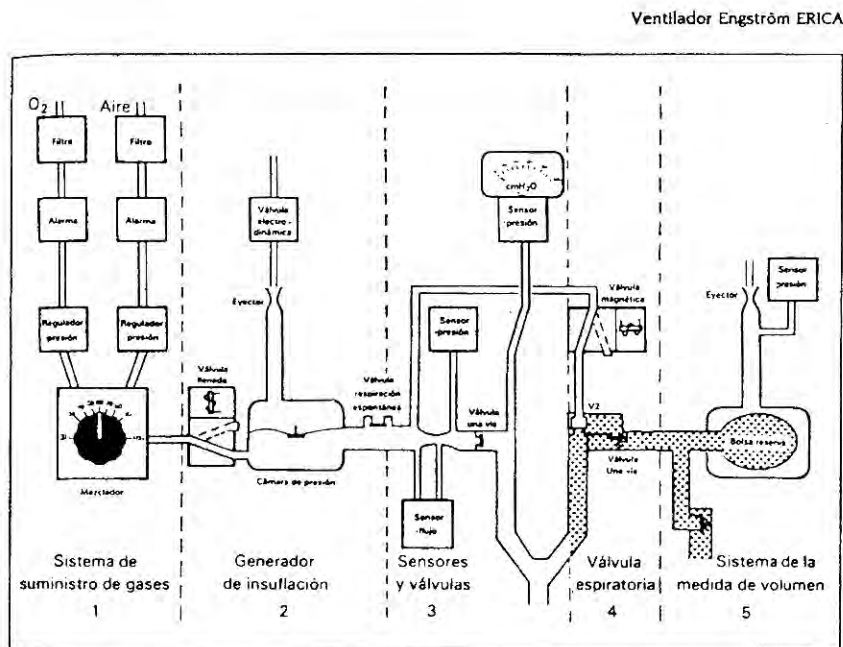 Ventilador Engström ERICA
O₂
Aire
Filtro
Filtro
Alarma
Alarma
Regulador
presión
Regulador
presión
Mezclador
Válvula
electro-
dinámica
Eyector
Válvula
llenado
Cámara de presión
Válvula
respiración
espontánea
cmH₂O
Sensor
presión
Sensor
-presión
Válvula
una vía
Sensor
-flujo
Válvula
magnética
V2
Válvula
Una vía
Eyector
Sensor
presión
Bolsa reserva
Sistema de
suministro de gases
1
Generador
de insuflación
2
Sensores
y válvulas
3
Válvula
espiratoria
4
Sistema de la
medida de volumen
5